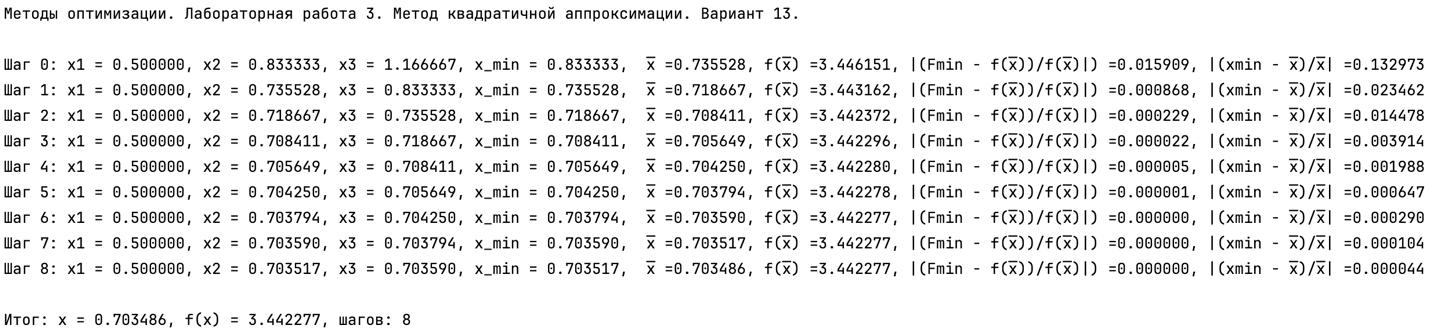 Методы оптимизации. Лабораторная работа 3. Метод квадратичной аппроксимации. Вариант 13.
Шаг 0: x1 = 0.500000, x2 = 0.833333, x3 = 1.166667, x_min = 0.833333,  x̅ =0.735528, f(x̅) =3.446151, |(Fmin - f(x̅))/f(x̅)|) =0.015909, |(xmin - x̅)/x̅| =0.132973
Шаг 1: x1 = 0.500000, x2 = 0.735528, x3 = 0.833333, x_min = 0.735528,  x̅ =0.718667, f(x̅) =3.443162, |(Fmin - f(x̅))/f(x̅)|) =0.000868, |(xmin - x̅)/x̅| =0.023462
Шаг 2: x1 = 0.500000, x2 = 0.718667, x3 = 0.735528, x_min = 0.718667,  x̅ =0.708411, f(x̅) =3.442372, |(Fmin - f(x̅))/f(x̅)|) =0.000229, |(xmin - x̅)/x̅| =0.014478
Шаг 3: x1 = 0.500000, x2 = 0.708411, x3 = 0.718667, x_min = 0.708411,  x̅ =0.705649, f(x̅) =3.442296, |(Fmin - f(x̅))/f(x̅)|) =0.000022, |(xmin - x̅)/x̅| =0.003914
Шаг 4: x1 = 0.500000, x2 = 0.705649, x3 = 0.708411, x_min = 0.705649,  x̅ =0.704250, f(x̅) =3.442280, |(Fmin - f(x̅))/f(x̅)|) =0.000005, |(xmin - x̅)/x̅| =0.001988
Шаг 5: x1 = 0.500000, x2 = 0.704250, x3 = 0.705649, x_min = 0.704250,  x̅ =0.703794, f(x̅) =3.442278, |(Fmin - f(x̅))/f(x̅)|) =0.000001, |(xmin - x̅)/x̅| =0.000647
Шаг 6: x1 = 0.500000, x2 = 0.703794, x3 = 0.704250, x_min = 0.703794,  x̅ =0.703590, f(x̅) =3.442277, |(Fmin - f(x̅))/f(x̅)|) =0.000000, |(xmin - x̅)/x̅| =0.000290
Шаг 7: x1 = 0.500000, x2 = 0.703590, x3 = 0.703794, x_min = 0.703590,  x̅ =0.703517, f(x̅) =3.442277, |(Fmin - f(x̅))/f(x̅)|) =0.000000, |(xmin - x̅)/x̅| =0.000104
Шаг 8: x1 = 0.500000, x2 = 0.703517, x3 = 0.703590, x_min = 0.703517,  x̅ =0.703486, f(x̅) =3.442277, |(Fmin - f(x̅))/f(x̅)|) =0.000000, |(xmin - x̅)/x̅| =0.000044
Итог: x = 0.703486, f(x) = 3.442277, шагов: 8